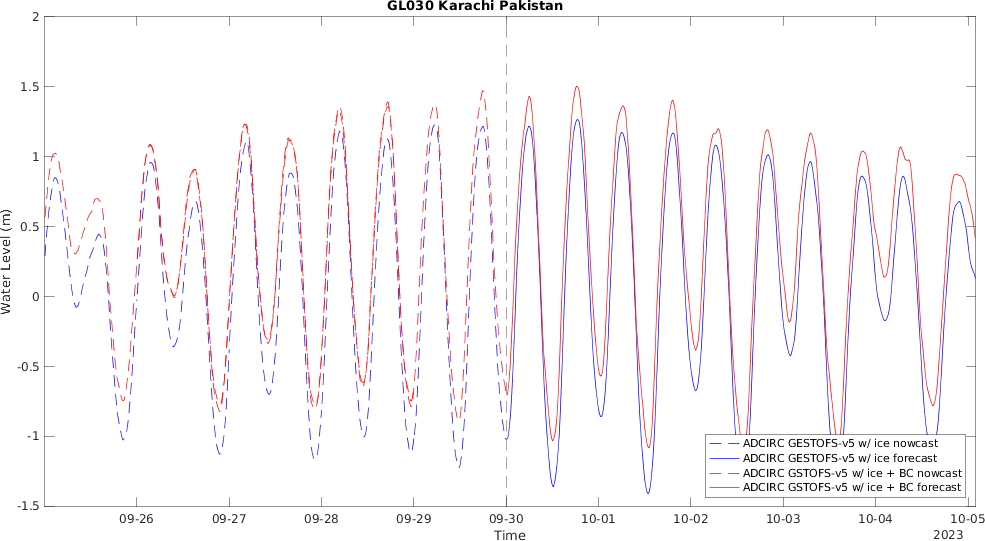 GL030 Karachi Pakistan
2
1.5
1
0.5
0
-0.5
-1
-1.5
Water Level (m)
ADCIRC GESTOFS-v5 w/ ice nowcast
ADCIRC GESTOFS-v5 w/ ice forecast
ADCIRC GSTOFS-v5 w/ ice + BC nowcast
ADCIRC GSTOFS-v5 w/ ice + BC forecast
09-26 09-27 09-28 09-29 09-30 10-01 10-02 10-03 10-04 10-05
Time
2023